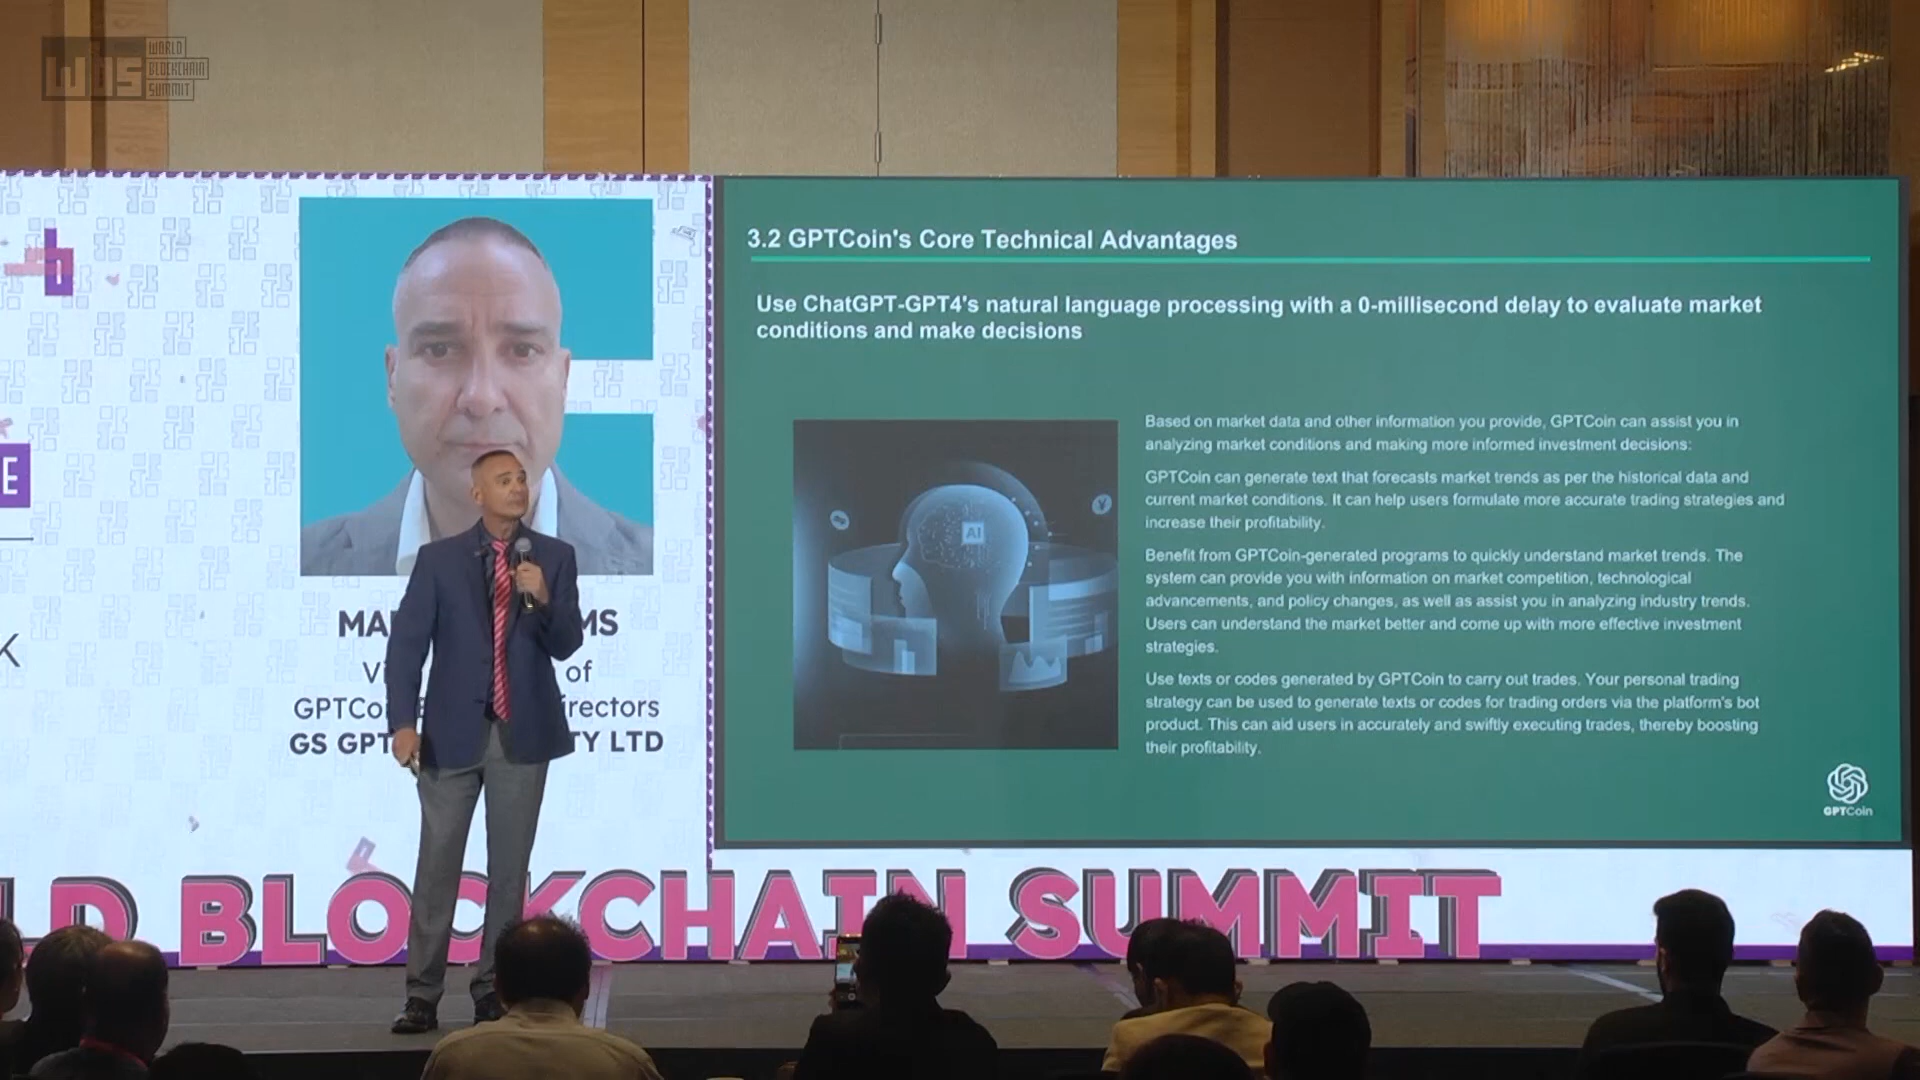 WORLD
BLOCKCHAIN
SUMMIT
wbs
E
K
MA MS
Vi of
GPTCo rectors
GS GPT TY LTD
3.2 GPTCoin's Core Technical Advantages
Use ChatGPT-GPT4's natural language processing with a 0-millisecond delay to evaluate market
conditions and make decisions
AI
Based on market data and other information you provide, GPTCoin can assist you in
analyzing market conditions and making more informed investment decisions:
GPTCoin can generate text that forecasts market trends as per the historical data and
current market conditions. It can help users formulate more accurate trading strategies and
increase their profitability.
Benefit from GPTCoin-generated programs to quickly understand market trends. The
system can provide you with information on market competition, technological
advancements, and policy changes, as well as assist you in analyzing industry trends.
Users can understand the market better and come up with more effective investment
strategies.
Use texts or codes generated by GPTCoin to carry out trades. Your personal trading
strategy can be used to generate texts or codes for trading orders via the platform's bot
product. This can aid users in accurately and swiftly executing trades, thereby boosting
their profitability.
GPTCoin
LD BLOCKCHAIN SUMMIT